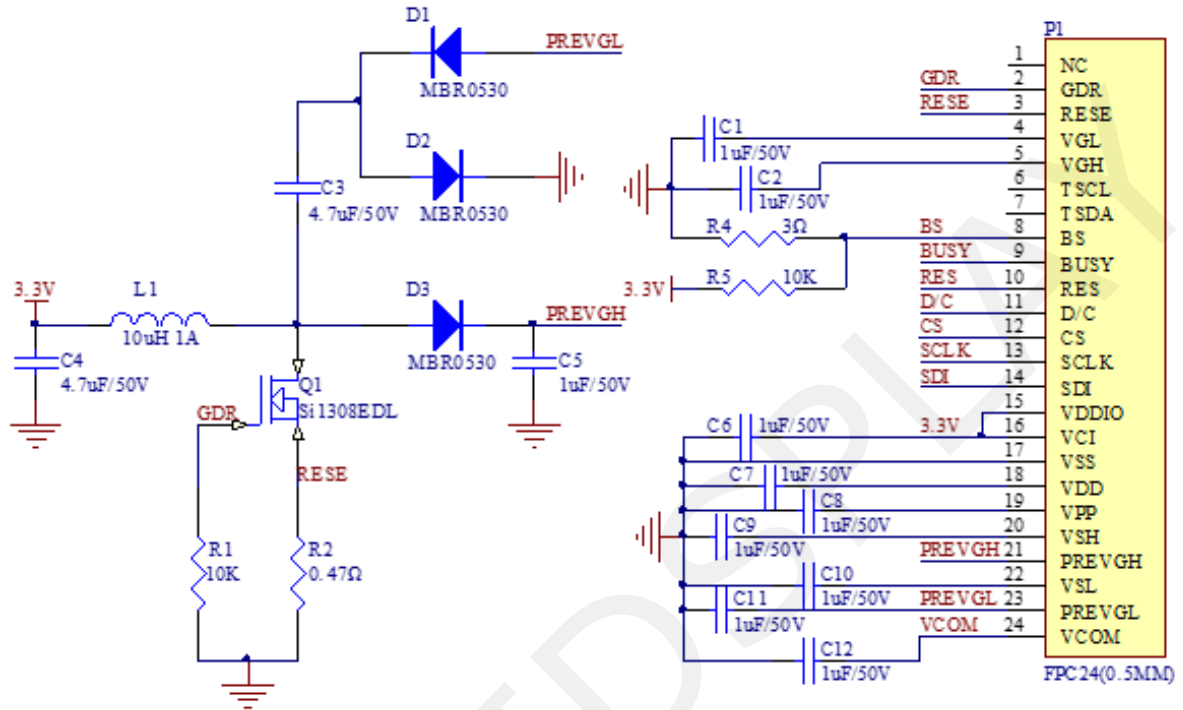 D1
PREVGL
MBR0530
D2
MBR0530
C3
4.7uF/50V
3.3V
L1
10uH 1A
D3
PREVGH
MBR0530
C4
4.7uF/50V
C5
1uF/50V
Q1
Si1308EDL
GDR
RESE
R1
10K
R2
0.47Ω
P1
1 NC
GDR 2 GDR
RESE 3 RESE
4 VGL
5 VGH
6 TSCL
7 TSDA
BS 8 BS
BUSY 9 BUSY
RES 10 RES
D/C 11 D/C
CS 12 CS
SCLK 13 SCLK
SDI 14 SDI
15 VDDIO
3.3V 16 VCI
17 VSS
18 VDD
19 VPP
20 VSH
PREVGH 21 PREVGH
22 VSL
PREVGL 23 PREVGL
VCOM 24 VCOM
FPC24(0.5MM)
C1
1uF/50V
C2
1uF/50V
R4 3Ω
3.3V R5 10K
C6 1uF/50V
C7 1uF/50V
C8
1uF/50V
C9
1uF/50V
C10
1uF/50V
C11
1uF/50V
C12
1uF/50V